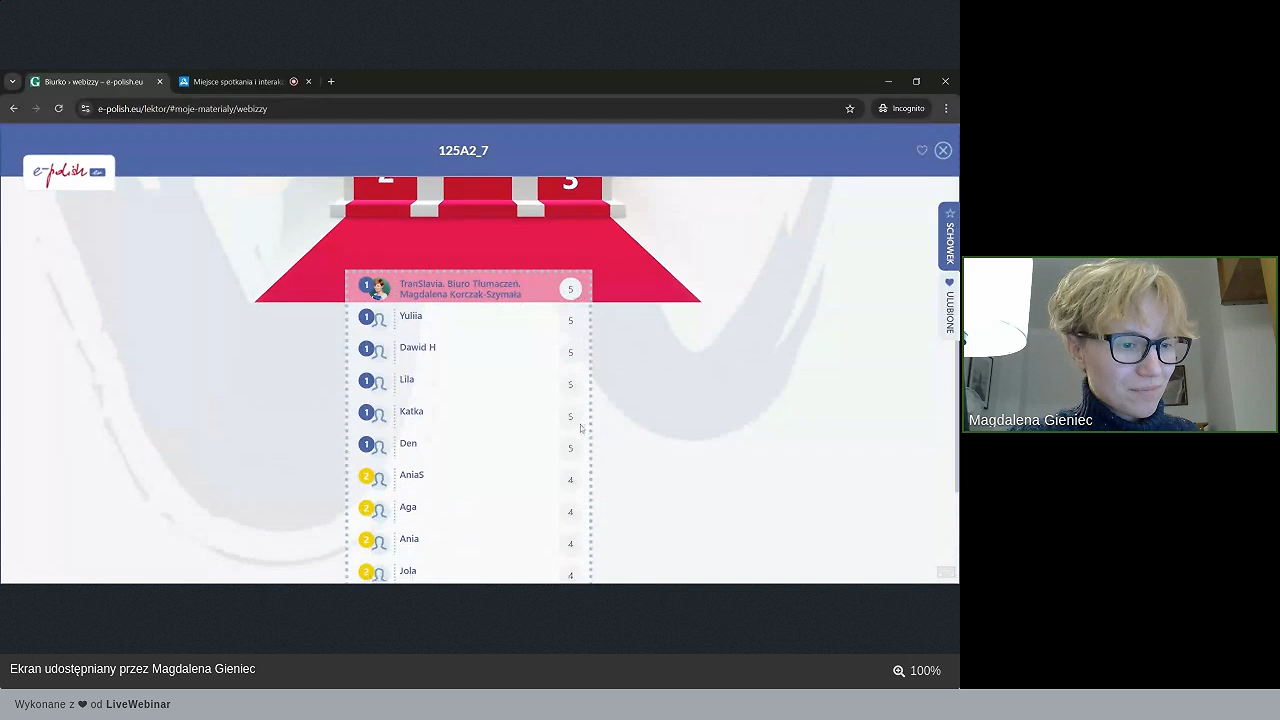 Biurko › webizzy – e-polish.eu
Miejsce spotkania i interak
e-polish.eu/lektor/#moje-materialy/webizzy
Incognito
125A2_7
e-polish
.eu
2
3
SCHOWEK
ULUBIONE
1 TranSlavia. Biuro Tłumaczeń. Magdalena Korczak-Szymała 5
1 Yuliia 5
1 Dawid H 5
1 Lila 5
1 Katka 5
1 Den 5
2 AniaS 4
2 Aga 4
2 Ania 4
2 Jola 4
Magdalena Gieniec
Ekran udostępniany przez Magdalena Gieniec
100%
Wykonane z ❤ od LiveWebinar